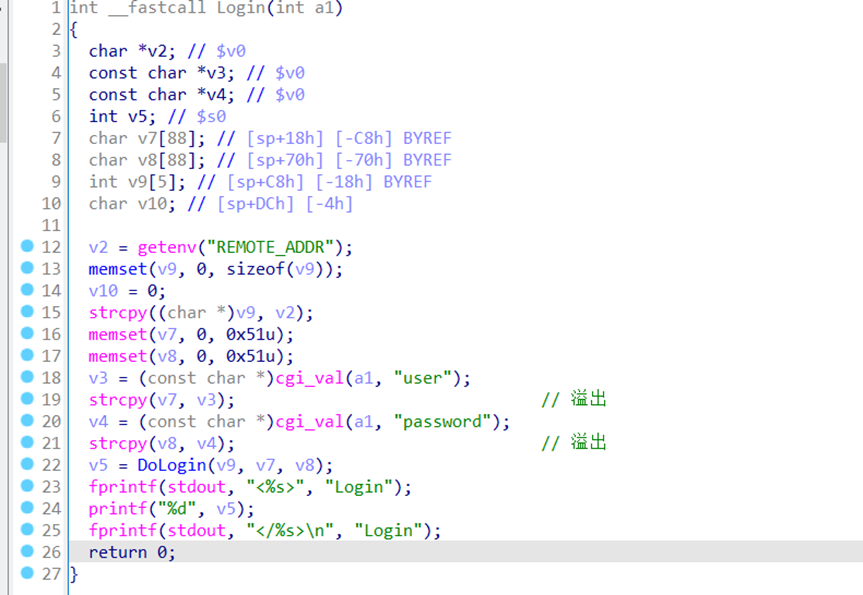 1 int __fastcall Login(int a1)
2 {
3 char *v2; // $v0
4 const char *v3; // $v0
5 const char *v4; // $v0
6 int v5; // $s0
7 char v7[88]; // [sp+18h] [-C8h] BYREF
8 char v8[88]; // [sp+70h] [-70h] BYREF
9 int v9[5]; // [sp+C8h] [-18h] BYREF
10 char v10; // [sp+DCh] [-4h]
11
12 v2 = getenv("REMOTE_ADDR");
13 memset(v9, 0, sizeof(v9));
14 v10 = 0;
15 strcpy((char *)v9, v2);
16 memset(v7, 0, 0x51u);
17 memset(v8, 0, 0x51u);
18 v3 = (const char *)cgi_val(a1, "user");
19 strcpy(v7, v3); // 溢出
20 v4 = (const char *)cgi_val(a1, "password");
21 strcpy(v8, v4); // 溢出
22 v5 = DoLogin(v9, v7, v8);
23 fprintf(stdout, "<%s>", "Login");
24 printf("%d", v5);
25 fprintf(stdout, "</%s>\n", "Login");
26 return 0;
27 }